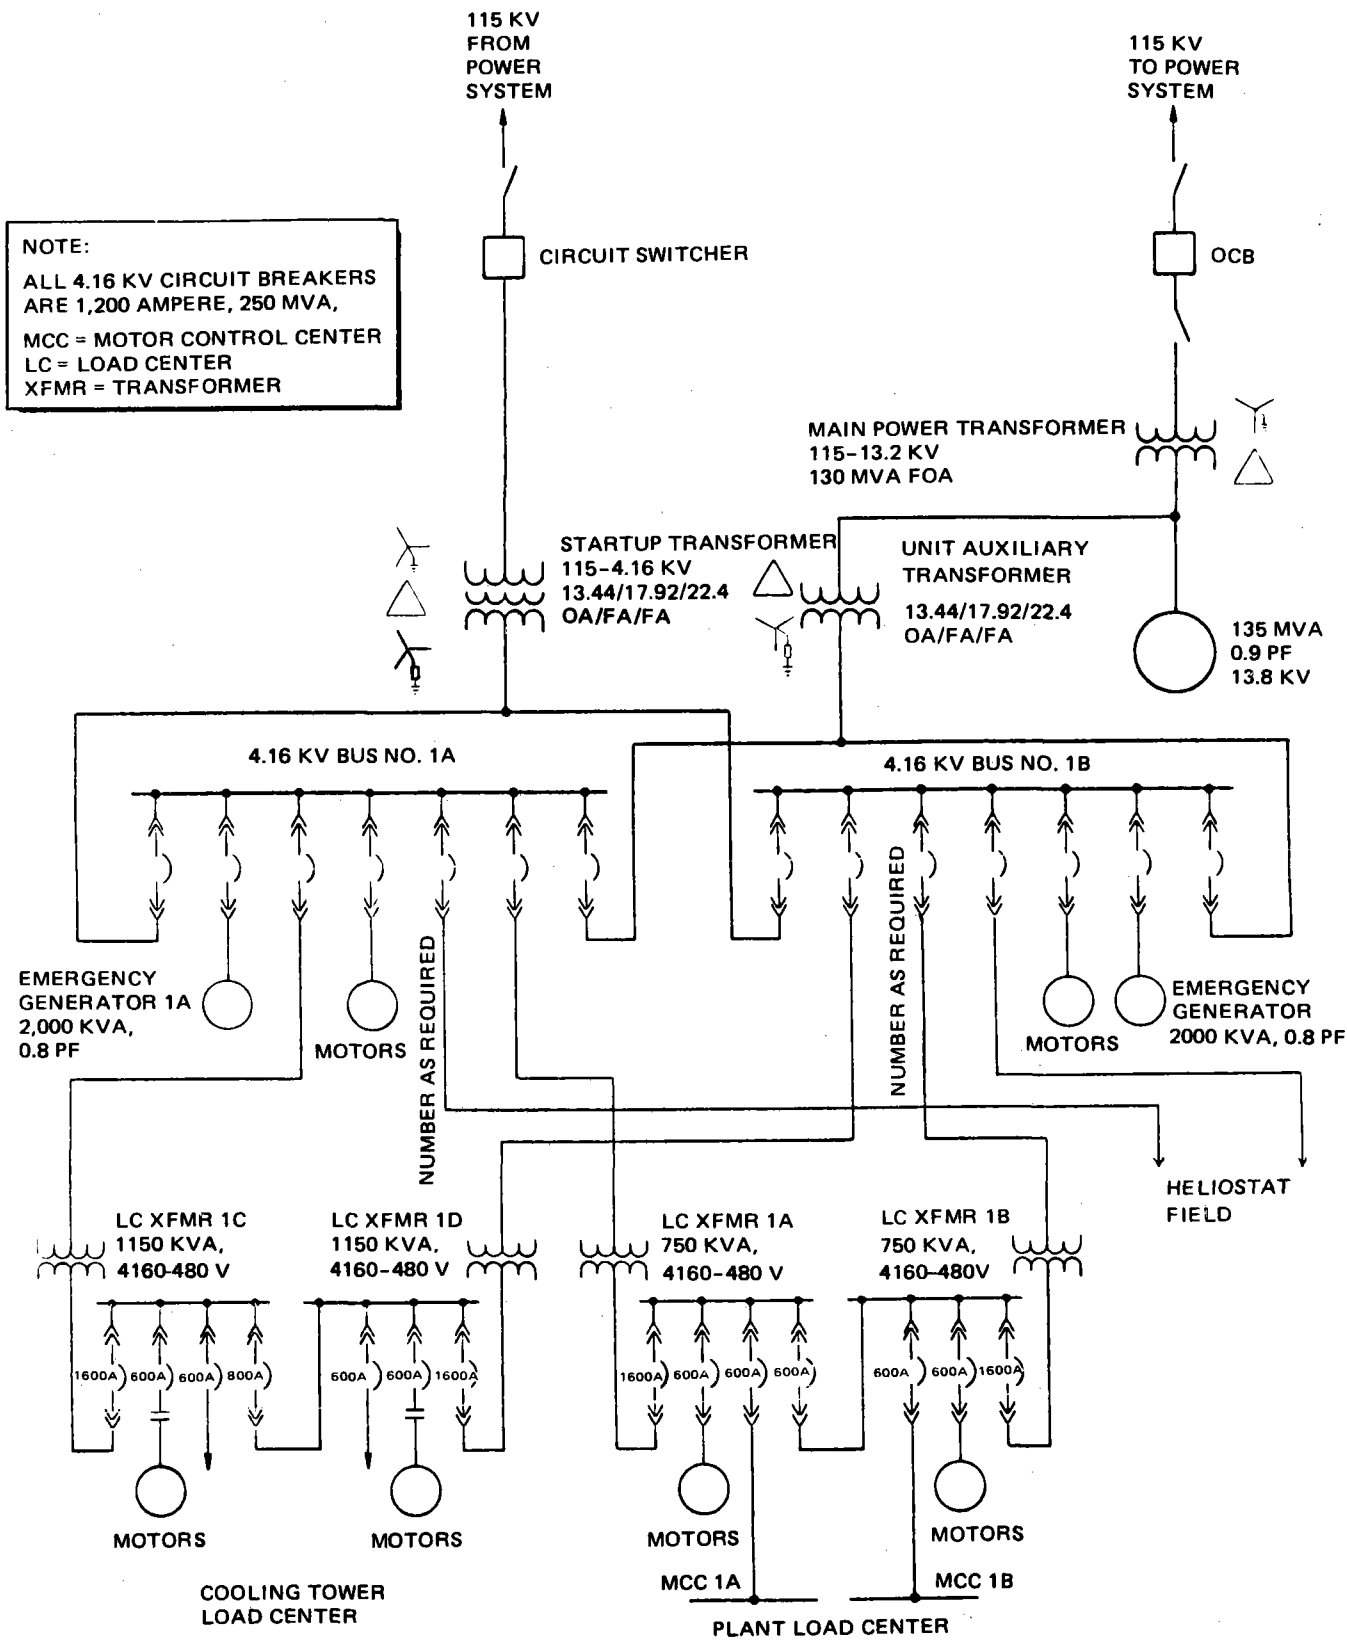 115 KV
FROM
POWER
SYSTEM
115 KV
TO POWER
SYSTEM
NOTE:
ALL 4.16 KV CIRCUIT BREAKERS
ARE 1,200 AMPERE, 250 MVA,
MCC = MOTOR CONTROL CENTER
LC = LOAD CENTER
XFMR = TRANSFORMER
CIRCUIT SWITCHER
OCB
MAIN POWER TRANSFORMER
115-13.2 KV
130 MVA FOA
STARTUP TRANSFORMER
115-4.16 KV
13.44/17.92/22.4
OA/FA/FA
UNIT AUXILIARY
TRANSFORMER
13.44/17.92/22.4
OA/FA/FA
135 MVA
0.9 PF
13.8 KV
4.16 KV BUS NO. 1A
4.16 KV BUS NO. 1B
EMERGENCY
GENERATOR 1A
2,000 KVA,
0.8 PF
MOTORS
NUMBER AS REQUIRED
NUMBER AS REQUIRED
MOTORS
EMERGENCY
GENERATOR
2000 KVA, 0.8 PF
HELIOSTAT
FIELD
LC XFMR 1C
1150 KVA,
4160-480 V
LC XFMR 1D
1150 KVA,
4160-480 V
LC XFMR 1A
750 KVA,
4160-480 V
LC XFMR 1B
750 KVA,
4160-480V
1600A 600A 600A 800A
600A 600A 1600A
1600A 600A 600A 600A
600A 600A 1600A
MOTORS
MOTORS
MOTORS
MOTORS
COOLING TOWER
LOAD CENTER
MCC 1A
MCC 1B
PLANT LOAD CENTER